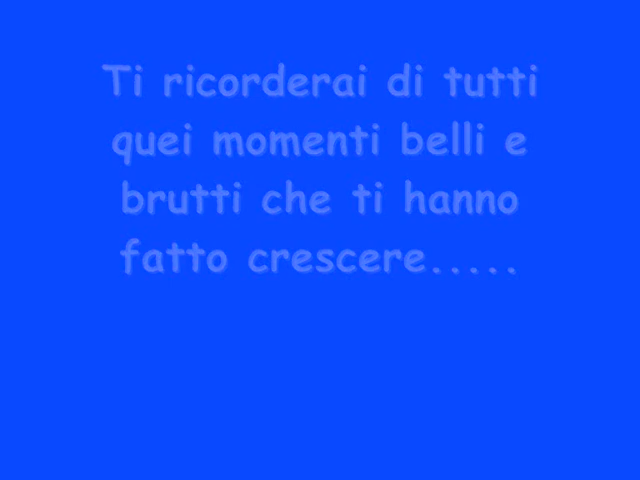 Ti ricorderai di tutti
quei momenti belli e
brutti che ti hanno
fatto crescere.....